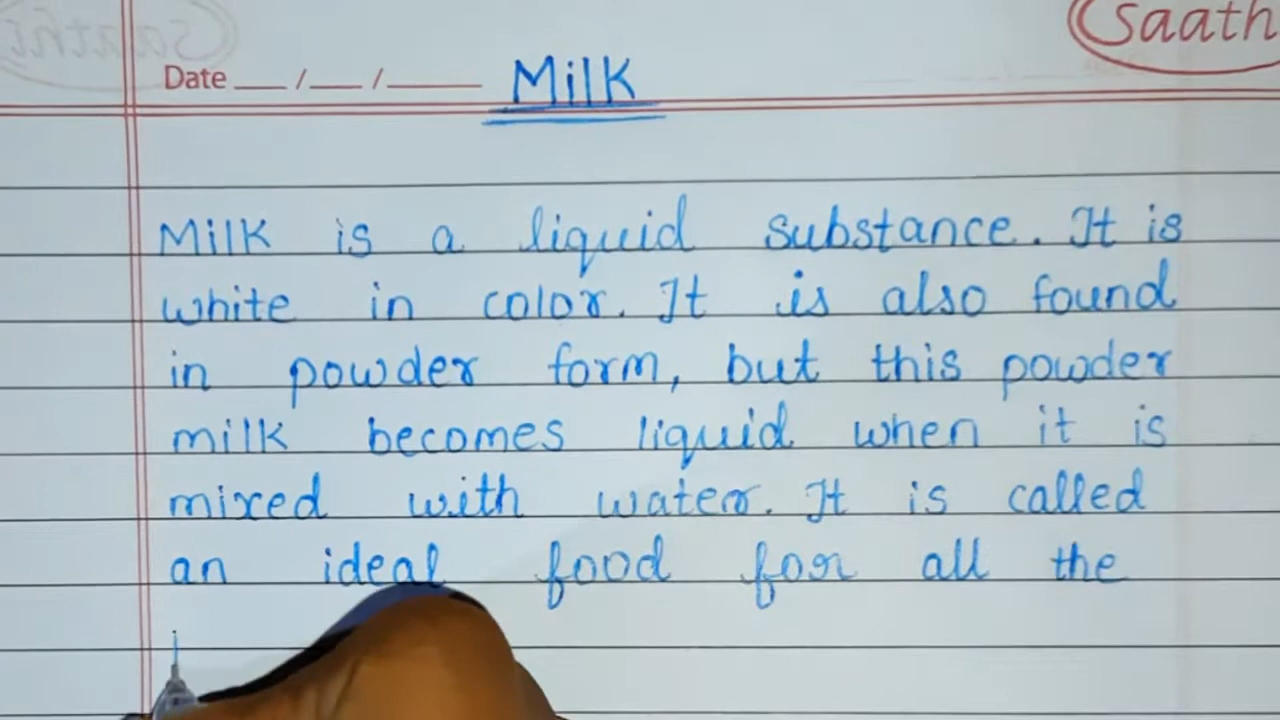 Saath
Date __/__/____ Milk
Milk is a liquid substance. It is
white in color. It is also found
in powder form, but this powder
milk becomes liquid when it is
mixed with water. It is called
an ideal food for all the